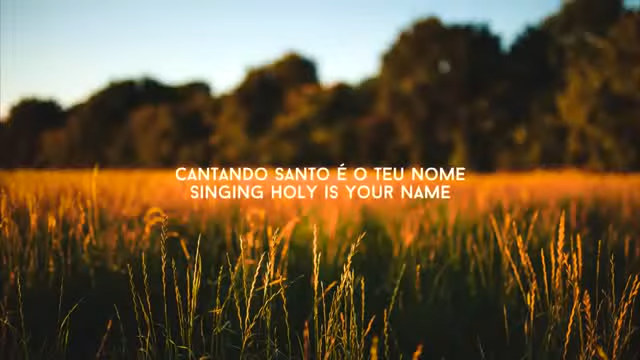 CANTANDO SANTO É O TEU NOME
SINGING HOLY IS YOUR NAME